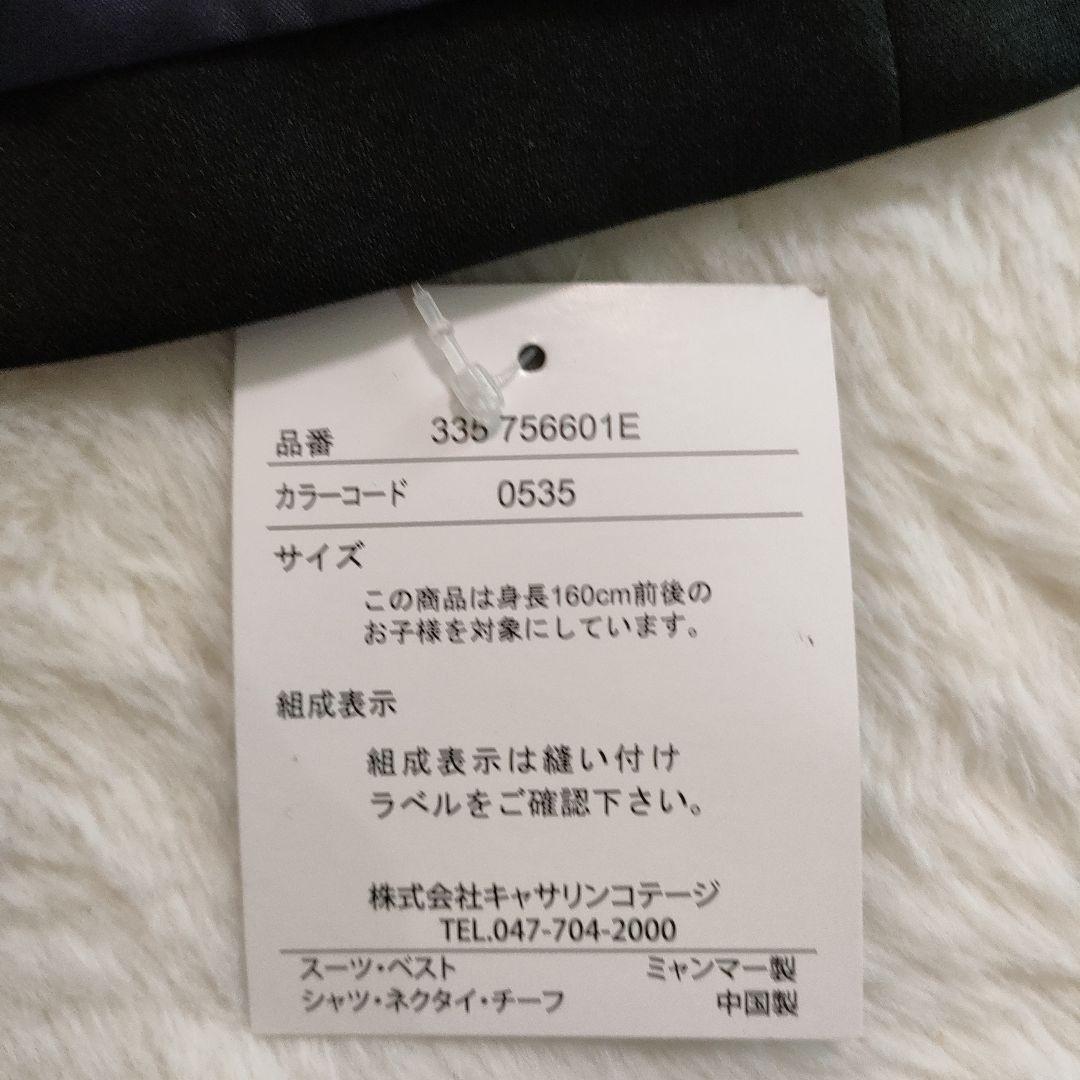 品番 335 756601E
カラーコード 0535
サイズ
この商品は身長160cm前後の
お子様を対象にしています。
組成表示
組成表示は縫い付け
ラベルをご確認下さい。
株式会社キャサリンコテージ
TEL.047-704-2000
スーツ・ベスト ミャンマー製
シャツ・ネクタイ・チーフ 中国製